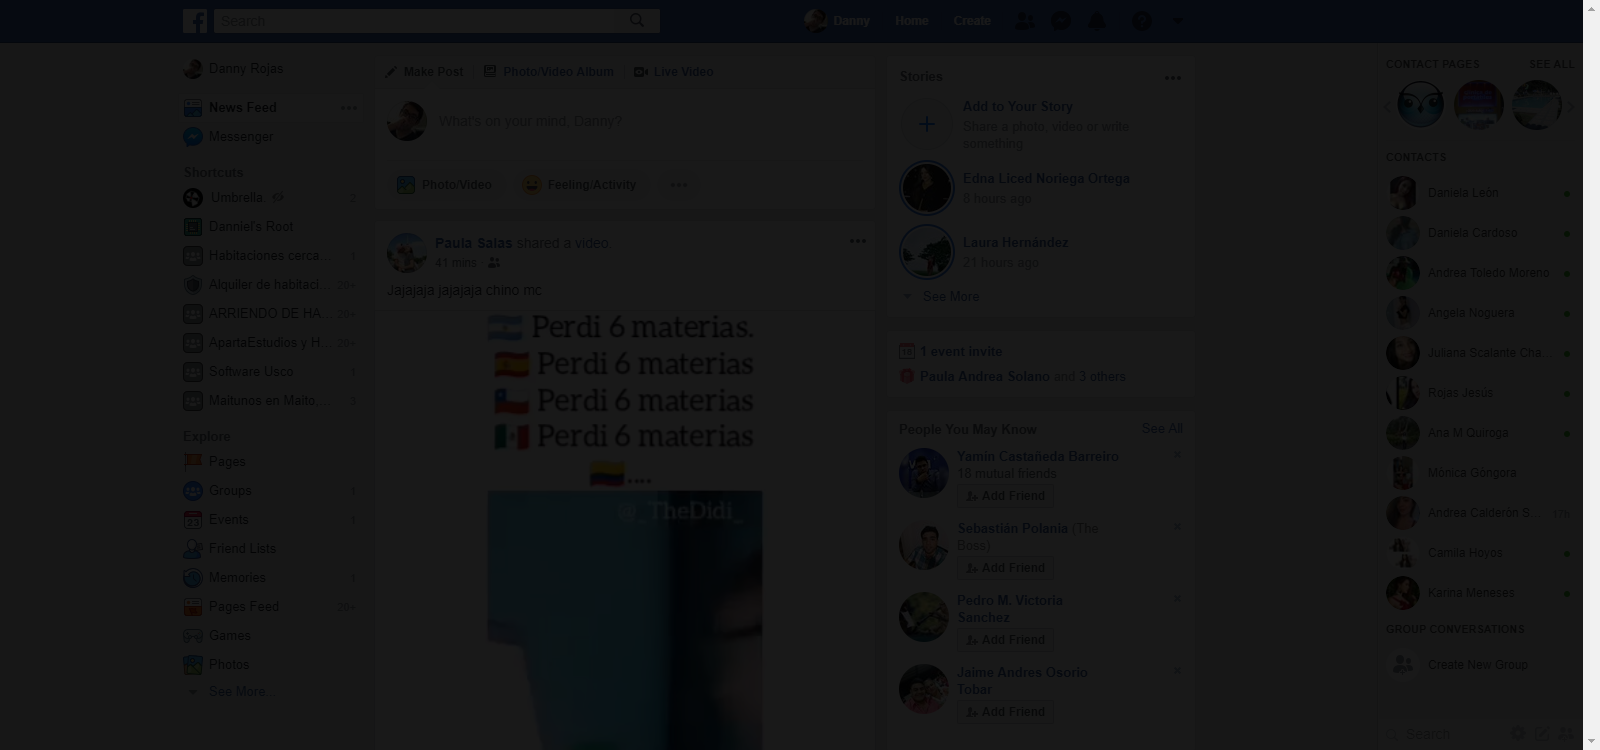 Search
Danny
Home
Create
Danny Rojas
News Feed
Messenger
Shortcuts
Umbrella.
2
Danniel's Root
Habitaciones cerca...
Alquiler de habitaci...
20+
ARRIENDO DE HA...
20+
ApartaEstudios y H...
20+
Software Usco
Maitunos en Maito...
3
Explore
Pages
Groups
Events
Friend Lists
Memories
Pages Feed
20+
Games
Photos
See More...
Make Post
Photo/Video Album
Live Video
What's on your mind, Danny?
Photo/Video
Feeling/Activity
Paula Salas shared a video.
41 mins
Jajajaja jajajaja chino mc
Perdi 6 materias.
Perdi 6 materias
Perdi 6 materias
Perdi 6 materias
....
@_TheDidi_
Stories
Add to Your Story
Share a photo, video or write
something
Edna Liced Noriega Ortega
8 hours ago
Laura Hernández
21 hours ago
See More
1 event invite
Paula Andrea Solano and 3 others
People You May Know
See All
Yamin Castañeda Barreiro
18 mutual friends
Add Friend
Sebastián Polania (The
Boss)
Add Friend
Pedro M. Victoria
Sanchez
Add Friend
Jaime Andres Osorio
Tobar
Add Friend
CONTACT PAGES
SEE ALL
CONTACTS
Daniela León
Daniela Cardoso
Andrea Toledo Moreno
Angela Noguera
Juliana Scalante Cha...
Rojas Jesús
Ana M Quiroga
Mónica Góngora
Andrea Calderón S...
Camila Hoyos
Karina Meneses
GROUP CONVERSATIONS
Create New Group
Search